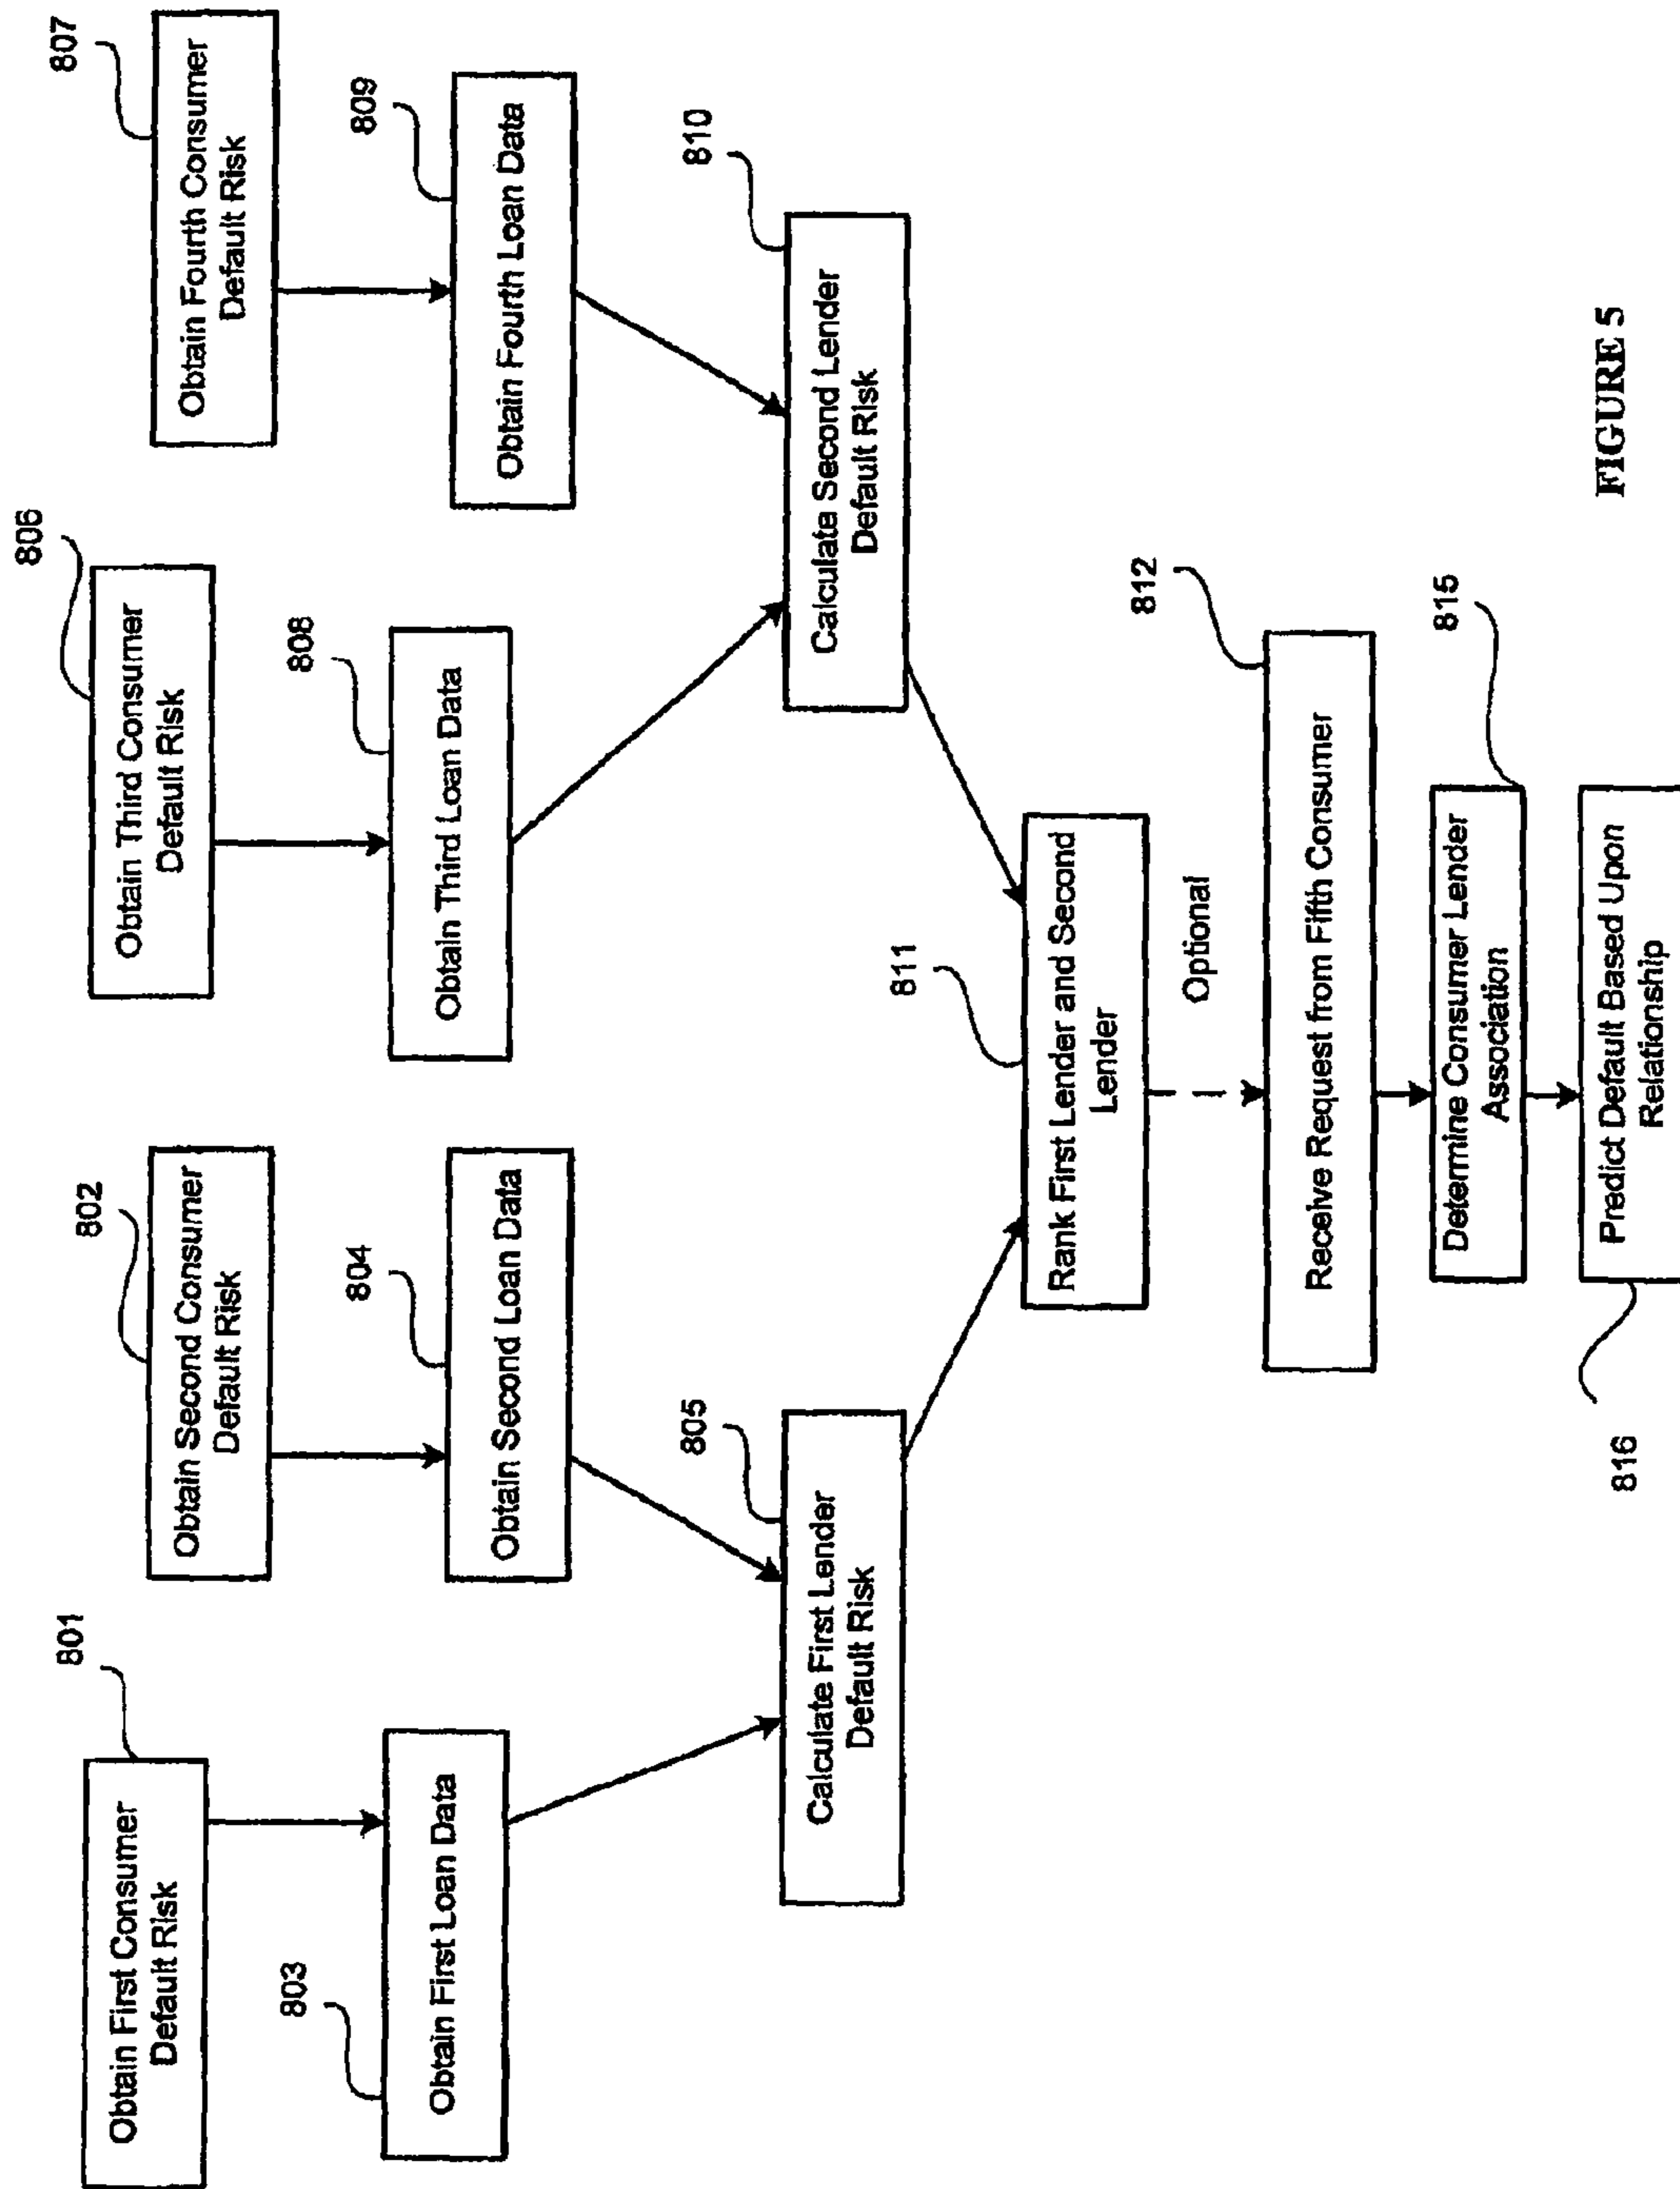 801
Obtain First Consumer
Default Risk
802
Obtain Second Consumer
Default Risk
806
Obtain Third Consumer
Default Risk
807
Obtain Fourth Consumer
Default Risk
803
Obtain First Loan Data
804
Obtain Second Loan Data
808
Obtain Third Loan Data
809
Obtain Fourth Loan Data
805
Calculate First Lender
Default Risk
810
Calculate Second Lender
Default Risk
811
Rank First Lender and Second
Lender
Optional
812
Receive Request from Fifth Consumer
815
Determine Consumer Lender
Association
816
Predict Default Based Upon
Relationship
FIGURE 5